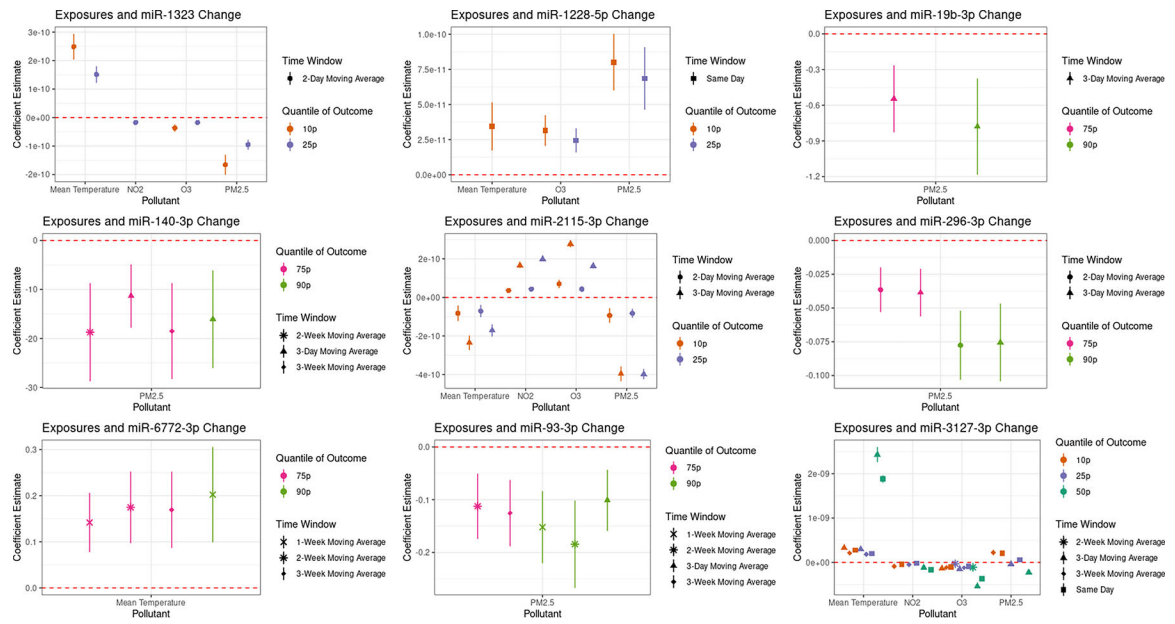 Exposures and miR-1323 Change
3e-10
2e-10
1e-10
0e+00
-1e-10
-2e-10
Coefficient Estimate
Mean Temperature
NO2
O3
PM2.5
Pollutant
Time Window
2-Day Moving Average
Quantile of Outcome
10p
25p
Exposures and miR-1228-5p Change
1.0e-10
7.5e-11
5.0e-11
2.5e-11
0.0e+00
Coefficient Estimate
Mean Temperature
O3
PM2.5
Pollutant
Time Window
Same Day
Quantile of Outcome
10p
25p
Exposures and miR-19b-3p Change
0.0
-0.3
-0.6
-0.9
-1.2
Coefficient Estimate
PM2.5
Pollutant
Time Window
3-Day Moving Average
Quantile of Outcome
75p
90p
Exposures and miR-140-3p Change
0
-10
-20
-30
Coefficient Estimate
PM2.5
Pollutant
Quantile of Outcome
75p
90p
Time Window
2-Week Moving Average
3-Day Moving Average
3-Week Moving Average
Exposures and miR-2115-3p Change
2e-10
0e+00
-2e-10
-4e-10
Coefficient Estimate
Mean Temperature
NO2
O3
PM2.5
Pollutant
Time Window
2-Day Moving Average
3-Day Moving Average
Quantile of Outcome
10p
25p
Exposures and miR-296-3p Change
0.000
-0.025
-0.050
-0.075
-0.100
Coefficient Estimate
PM2.5
Pollutant
Time Window
2-Day Moving Average
3-Day Moving Average
Quantile of Outcome
75p
90p
Exposures and miR-6772-3p Change
0.3
0.2
0.1
0.0
Coefficient Estimate
Mean Temperature
Pollutant
Quantile of Outcome
75p
90p
Time Window
1-Week Moving Average
2-Week Moving Average
3-Week Moving Average
Exposures and miR-93-3p Change
0.0
-0.1
-0.2
Coefficient Estimate
PM2.5
Pollutant
Quantile of Outcome
75p
90p
Time Window
1-Week Moving Average
2-Week Moving Average
3-Day Moving Average
3-Week Moving Average
Exposures and miR-3127-3p Change
2e-09
1e-09
0e+00
Coefficient Estimate
Mean Temperature
NO2
O3
PM2.5
Pollutant
Quantile of Outcome
10p
25p
50p
Time Window
2-Week Moving Average
3-Day Moving Average
3-Week Moving Average
Same Day